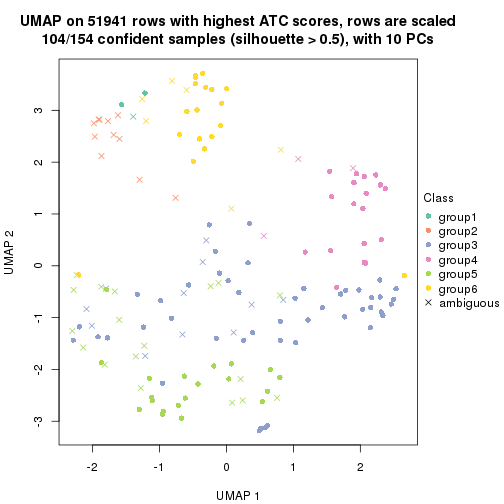 UMAP on 51941 rows with highest ATC scores, rows are scaled
104/154 confident samples (silhouette > 0.5), with 10 PCs
3
2
1
0
-1
-2
-3
UMAP 2
-2
-1
0
1
2
UMAP 1
Class
group1
group2
group3
group4
group5
group6
ambiguous